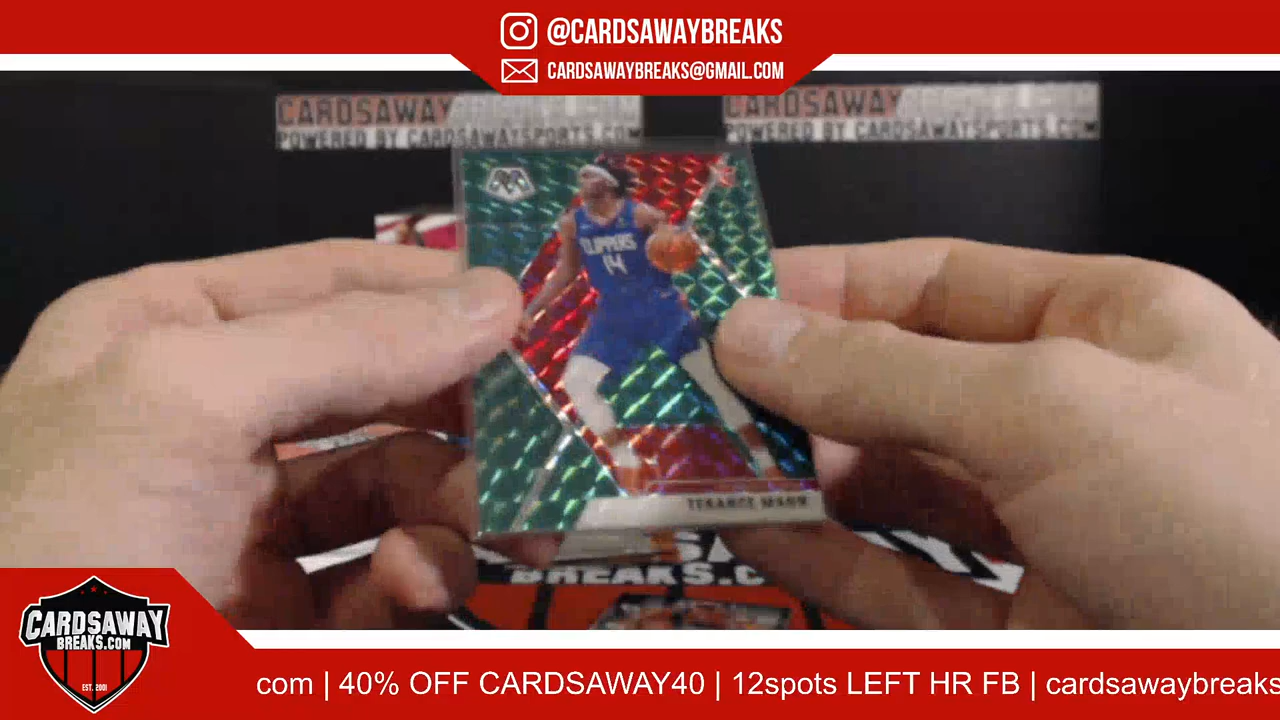 @CARDSAWAYBREAKS
CARDSAWAYBREAKS@GMAIL.COM
CARDSAWAY
POWERED BY CARDSAWAYSPORTS.COM
CARDSAWAY
POWERED BY CARDSAWAYSPORTS.COM
CLIPPERS
14
TERANCE MANN
BREAKS.C
CARDSAWAY
BREAKS.COM
EST. 2001
com | 40% OFF CARDSAWAY40 | 12spots LEFT HR FB | cardsawaybreaks